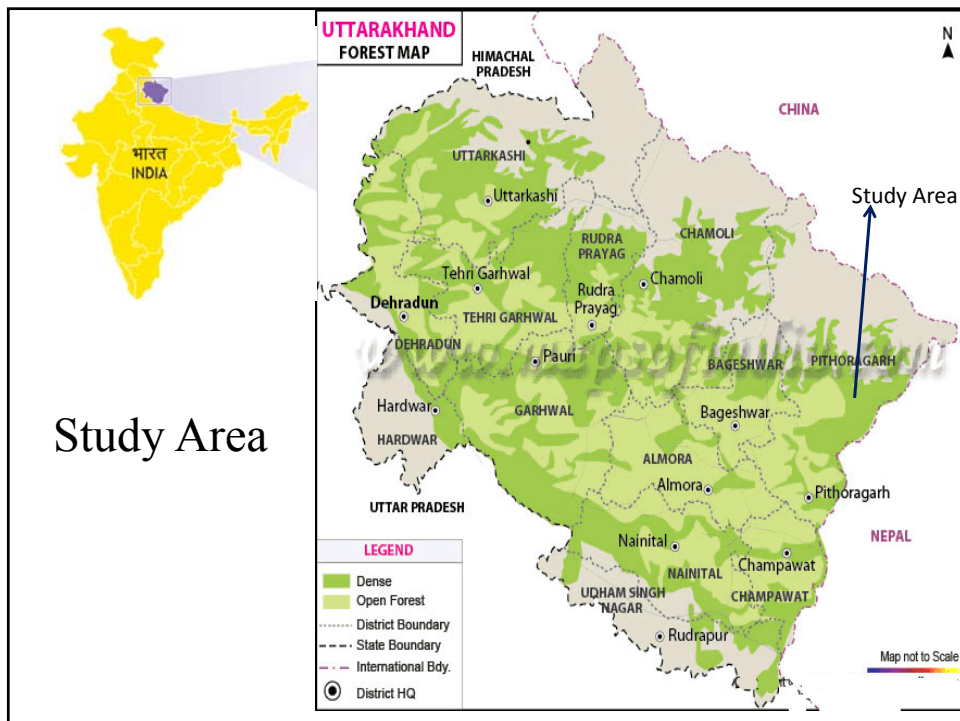 भारत
INDIA
Study Area
UTTARAKHAND
FOREST MAP
HIMACHAL
PRADESH
N
CHINA
UTTARKASHI
Uttarkashi
Study Area
RUDRA
PRAYAG
CHAMOLI
Tehri Garhwal
Chamoli
Dehradun
Rudra
Prayag
TEHRI GARHWAL
DEHRADUN
Pauri
BAGESHWAR
PITHORAGARH
www.mapsofindia.com
Hardwar
GARHWAL
Bageshwar
HARDWAR
ALMORA
Almora
Pithoragarh
UTTAR PRADESH
NEPAL
Nainital
Champawat
NAINITAL
UDHAM SINGH
NAGAR
CHAMPAWAT
Rudrapur
LEGEND
Dense
Open Forest
District Boundary
State Boundary
International Bdy.
District HQ
Map not to Scale